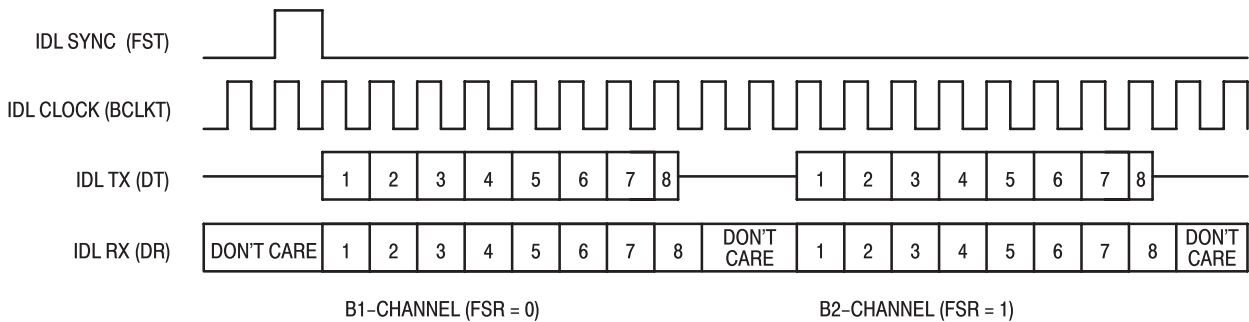 IDL SYNC (FST)
IDL CLOCK (BCLKT)
IDL TX (DT) 1 2 3 4 5 6 7 8 1 2 3 4 5 6 7 8
IDL RX (DR) DON'T CARE 1 2 3 4 5 6 7 8 DON'T CARE 1 2 3 4 5 6 7 8 DON'T CARE
B1–CHANNEL (FSR = 0) B2–CHANNEL (FSR = 1)